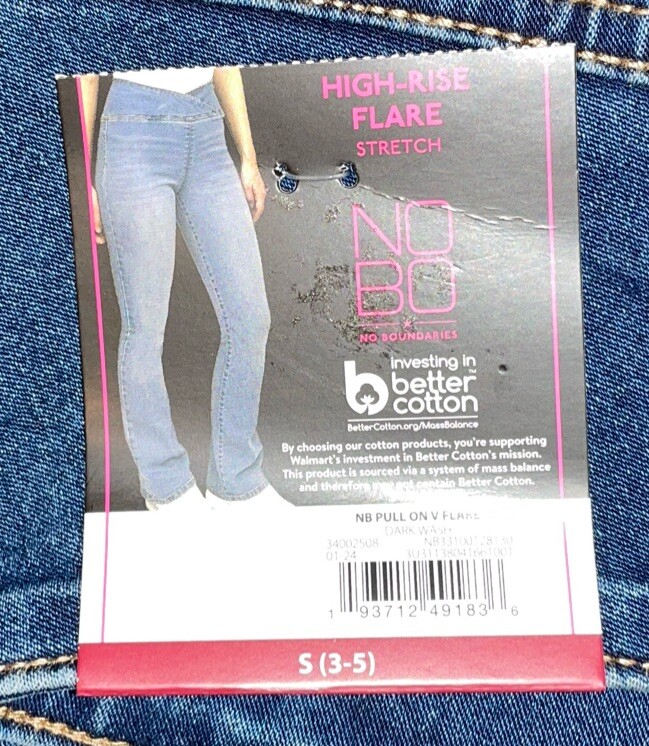 HIGH-RISE
FLARE
STRETCH
NO
BO
NO BOUNDARIES
investing in
better™
cotton
BetterCotton.org/MassBalance
By choosing our cotton products, you're supporting
Walmart's investment in Better Cotton's mission.
This product is sourced via a system of mass balance
and therefore may not contain Better Cotton.
NB PULL ON V FLARE
DARK WASH
34002508
01-24
3U31138041661001
1 93712 49183 6
S (3-5)